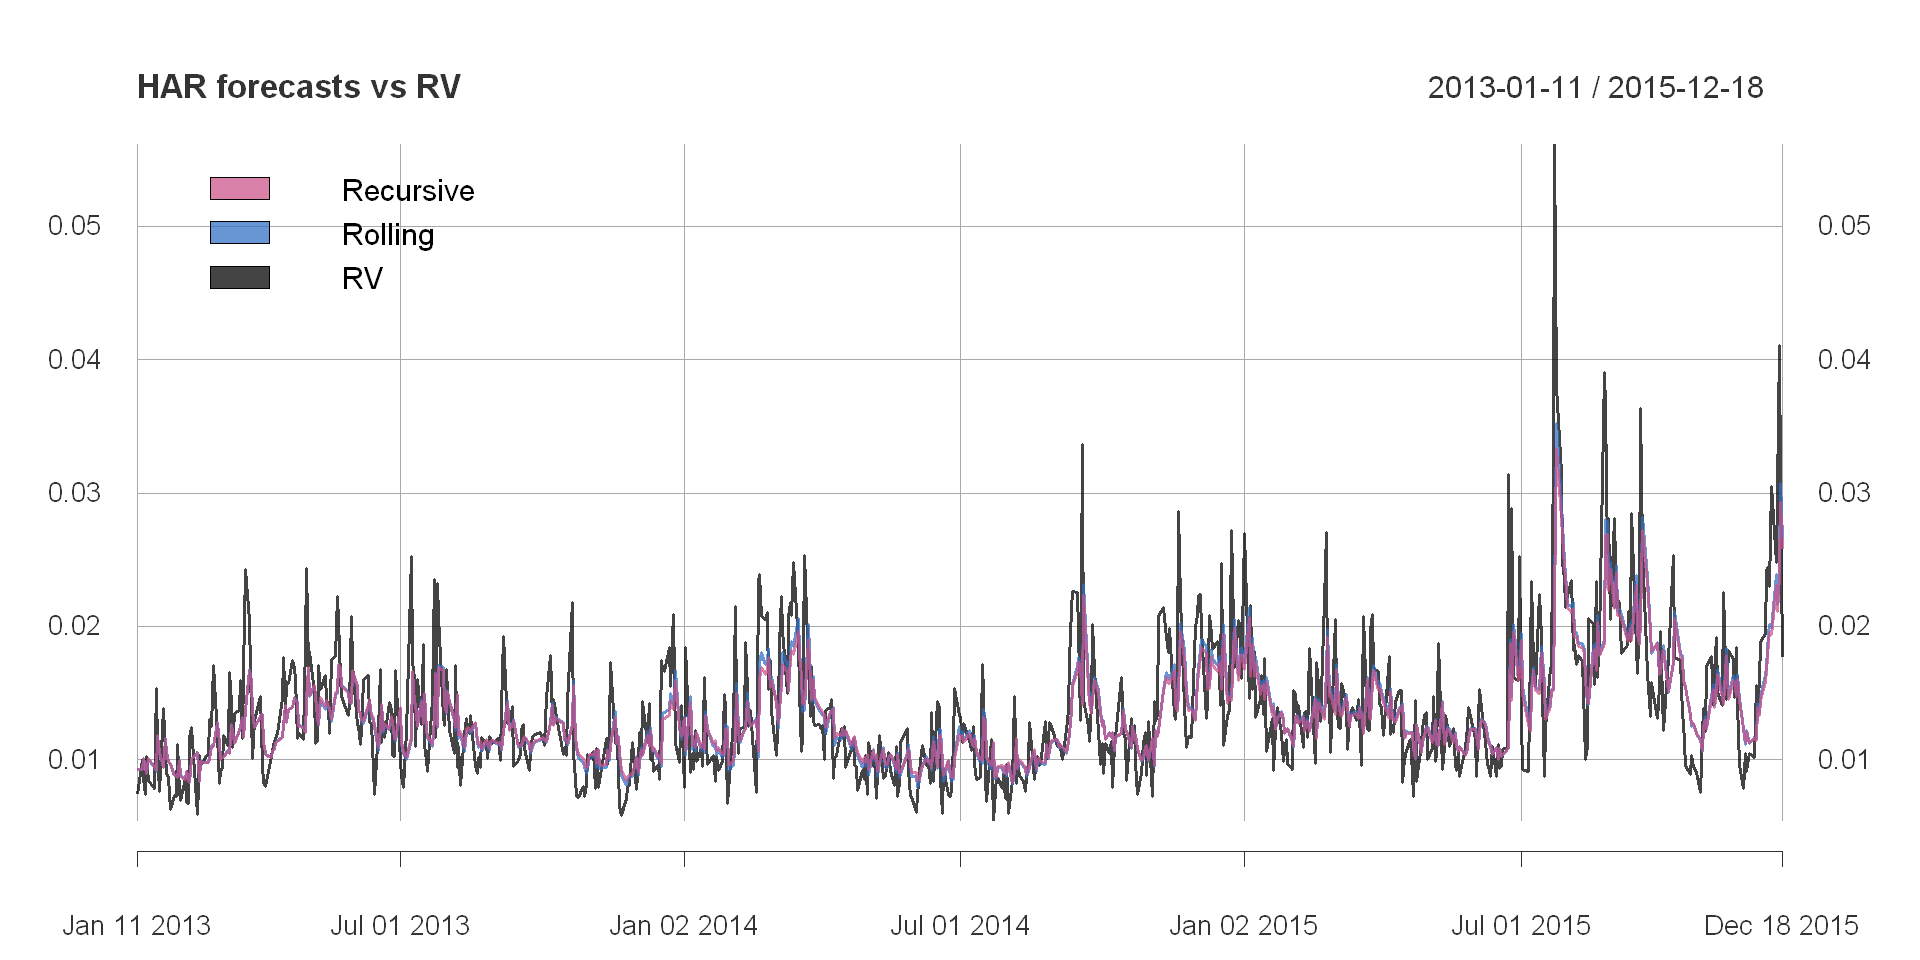 HAR forecasts vs RV 2013-01-11 / 2015-12-18
Recursive
Rolling
RV
0.05 0.05
0.04 0.04
0.03 0.03
0.02 0.02
0.01 0.01
Jan 11 2013 Jul 01 2013 Jan 02 2014 Jul 01 2014 Jan 02 2015 Jul 01 2015 Dec 18 2015